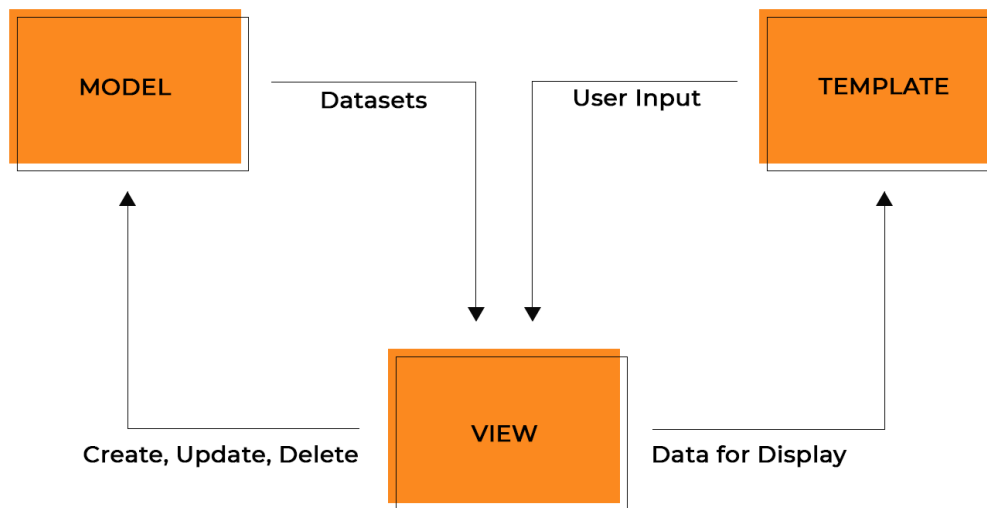 MODEL
TEMPLATE
Datasets
User Input
VIEW
Create, Update, Delete
Data for Display